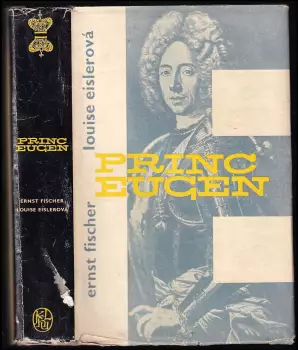 PRINC
EUGEN
ERNST FISCHER
LOUISE EISLEROVÁ
ernst fischer louise eislerová
PRINC
EUGEN